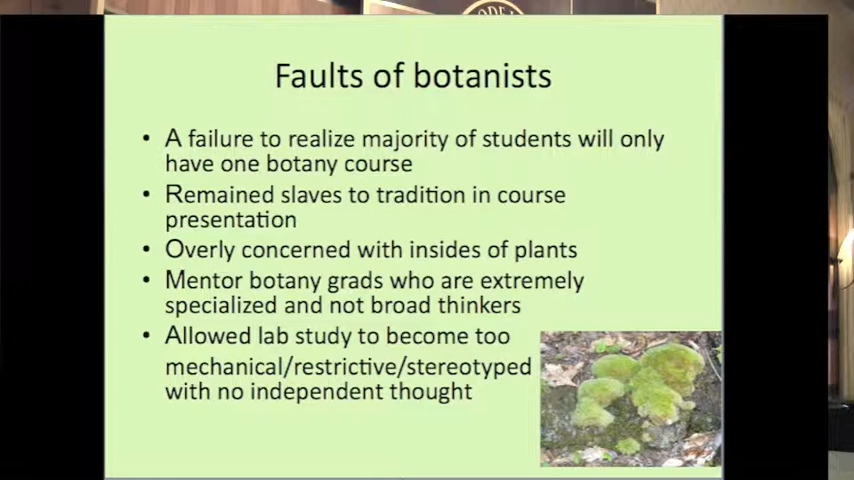 Faults of botanists
• A failure to realize majority of students will only
have one botany course
• Remained slaves to tradition in course
presentation
• Overly concerned with insides of plants
• Mentor botany grads who are extremely
specialized and not broad thinkers
• Allowed lab study to become too
mechanical/restrictive/stereotyped
with no independent thought